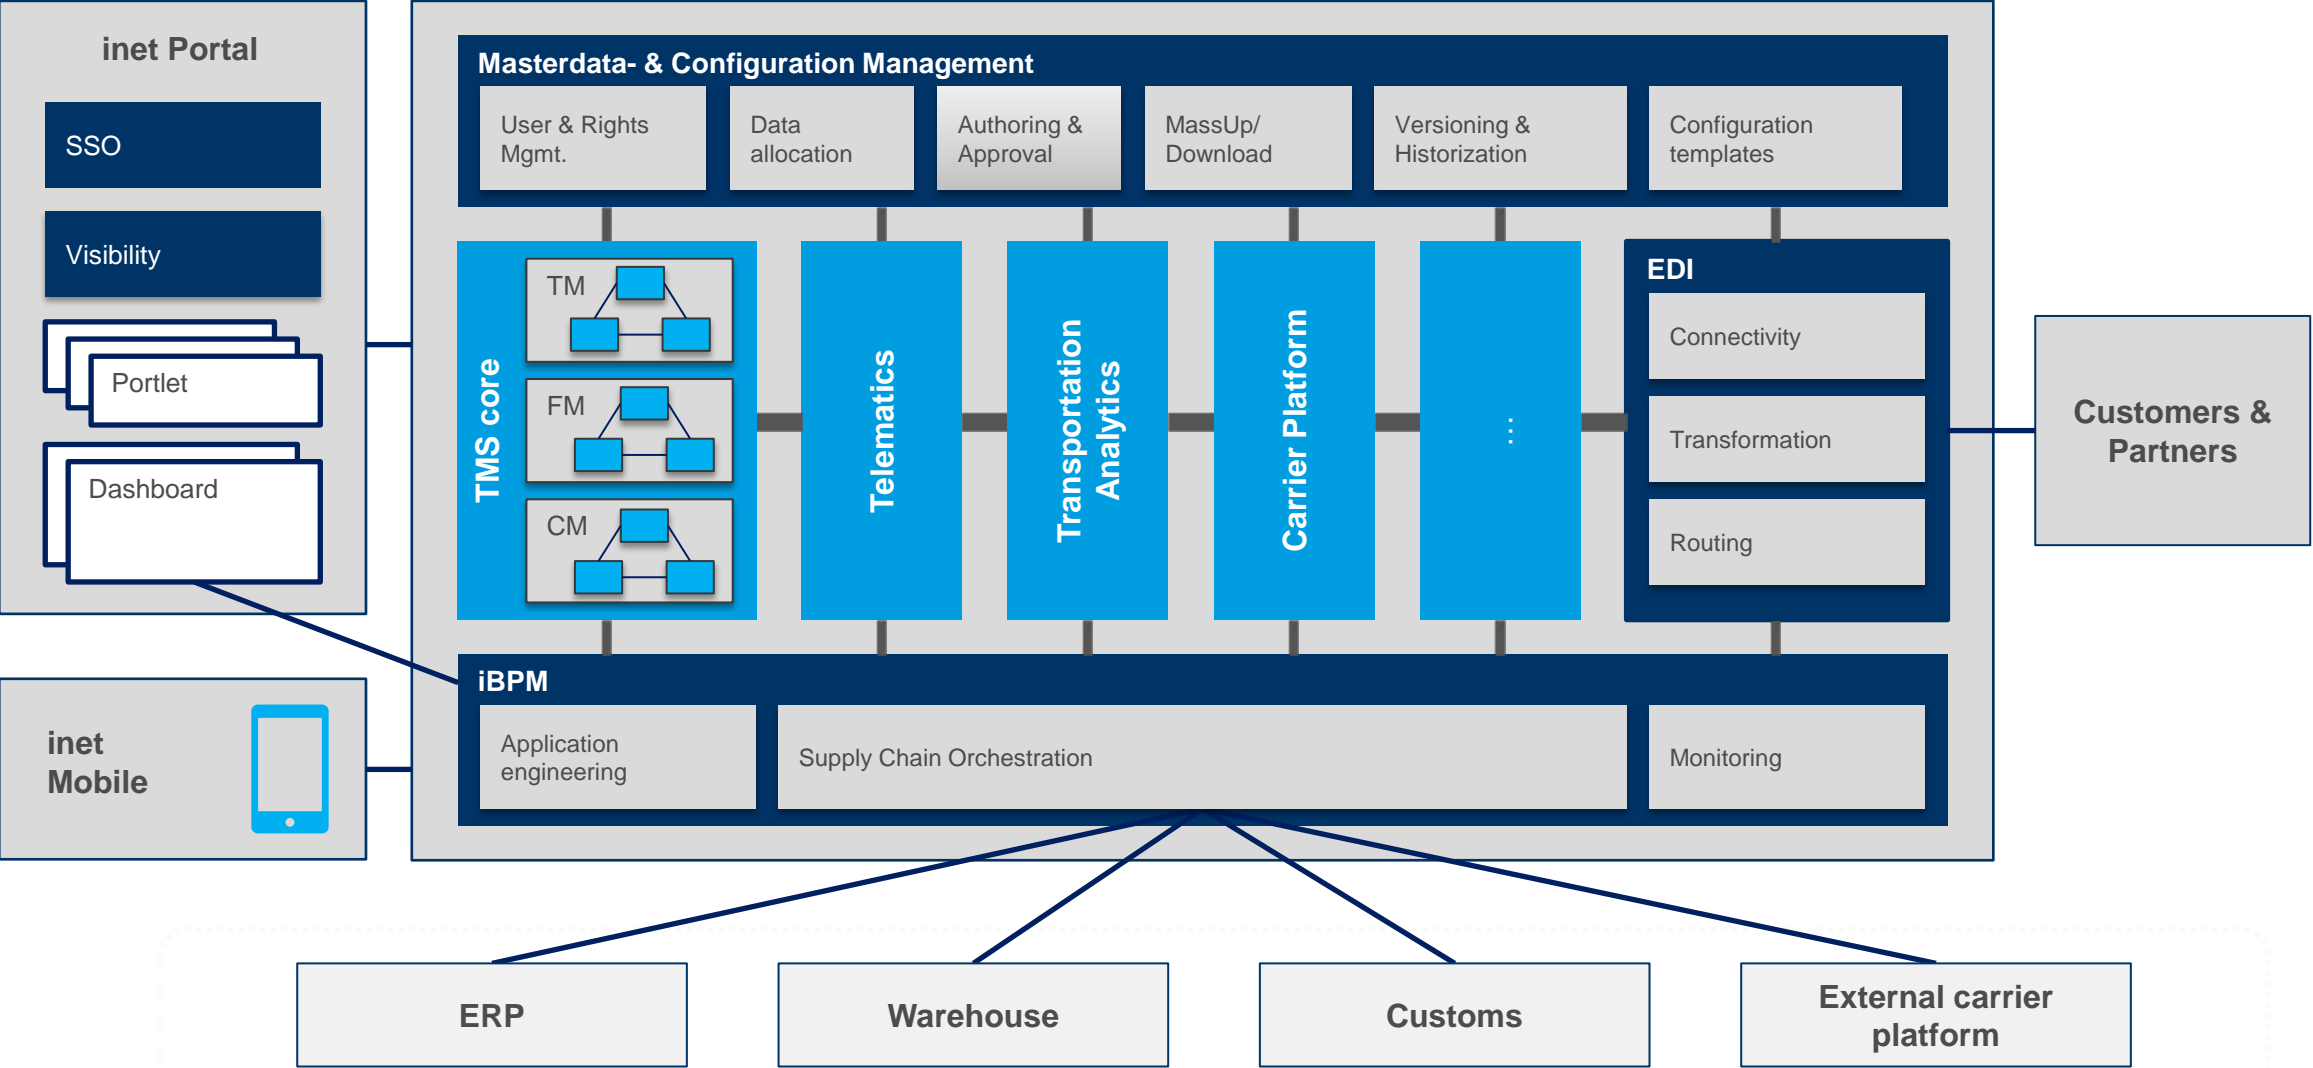 inet Portal
SSO
Visibility
Portlet
Dashboard
inet
Mobile
Masterdata- & Configuration Management
User & Rights
Mgmt.
Data
allocation
Authoring &
Approval
MassUp/
Download
Versioning &
Historization
Configuration
templates
TMS core
TM
FM
CM
Telematics
Transportation
Analytics
Carrier Platform
...
EDI
Connectivity
Transformation
Routing
Customers &
Partners
iBPM
Application
engineering
Supply Chain Orchestration
Monitoring
ERP
Warehouse
Customs
External carrier
platform